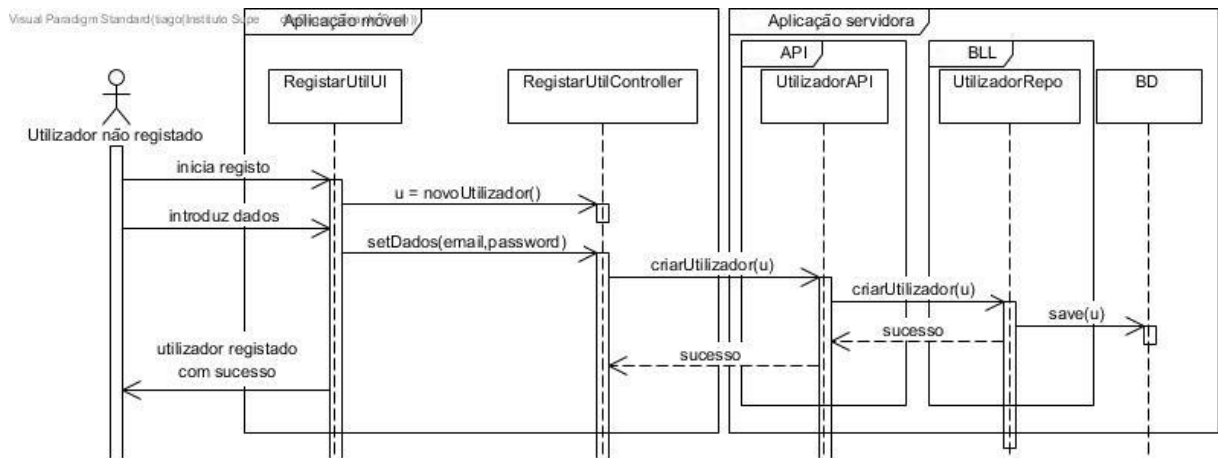 Visual Paradigm Standard(tiago(Instituto Supe
Aplicação móvel
Aplicação servidora
API
BLL
RegistarUtilUI
RegistarUtilController
UtilizadorAPI
UtilizadorRepo
BD
Utilizador não registado
inicia registo
u = novoUtilizador()
introduz dados
setDados(email,password)
criarUtilizador(u)
criarUtilizador(u)
save(u)
sucesso
sucesso
utilizador registado
com sucesso